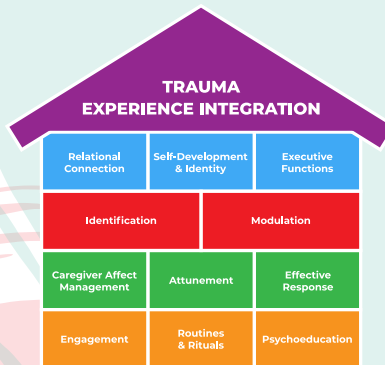 TRAUMA
EXPERIENCE INTEGRATION
Relational
Connection
Self-Development
& Identity
Executive
Functions
Identification
Modulation
Caregiver Affect
Management
Attunement
Effective
Response
Engagement
Routines
& Rituals
Psychoeducation